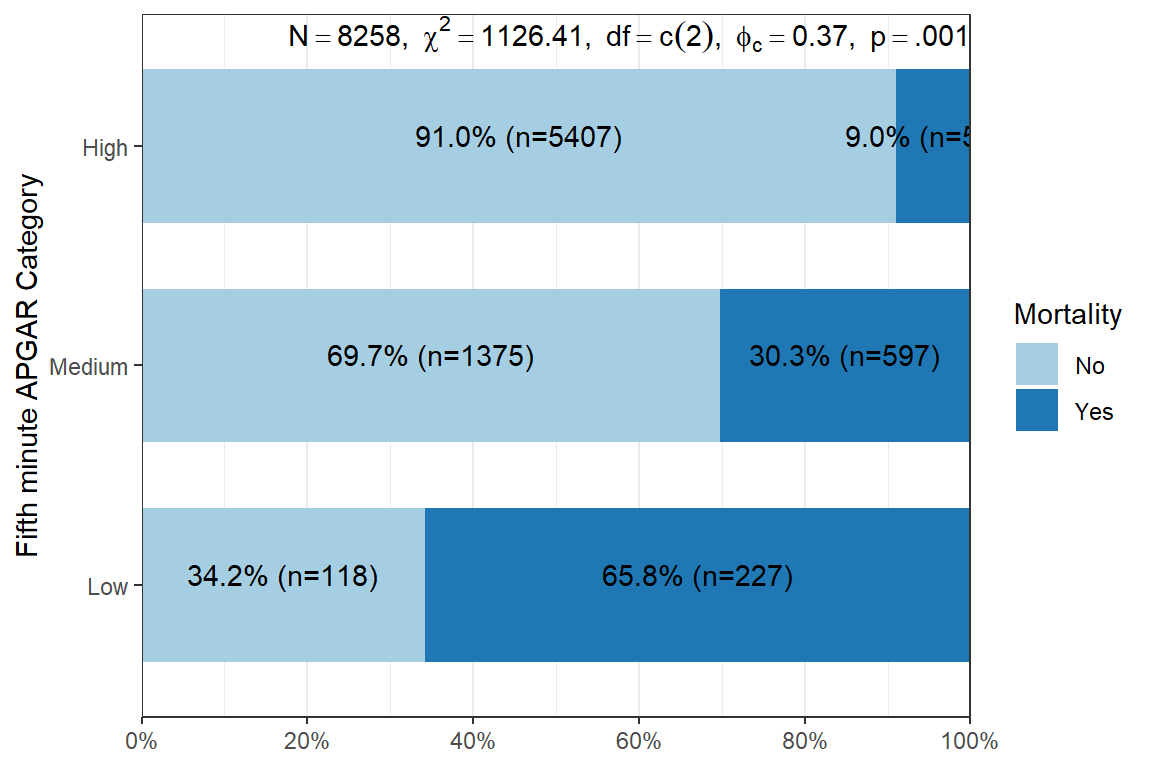 N = 8258, χ2 = 1126.41, df = c(2), ϕc = 0.37, p = .001
High
91.0% (n=5407)
9.0% (n=5
Fifth minute APGAR Category
Medium
69.7% (n=1375)
30.3% (n=597)
Mortality
No
Yes
Low
34.2% (n=118)
65.8% (n=227)
0%
20%
40%
60%
80%
100%